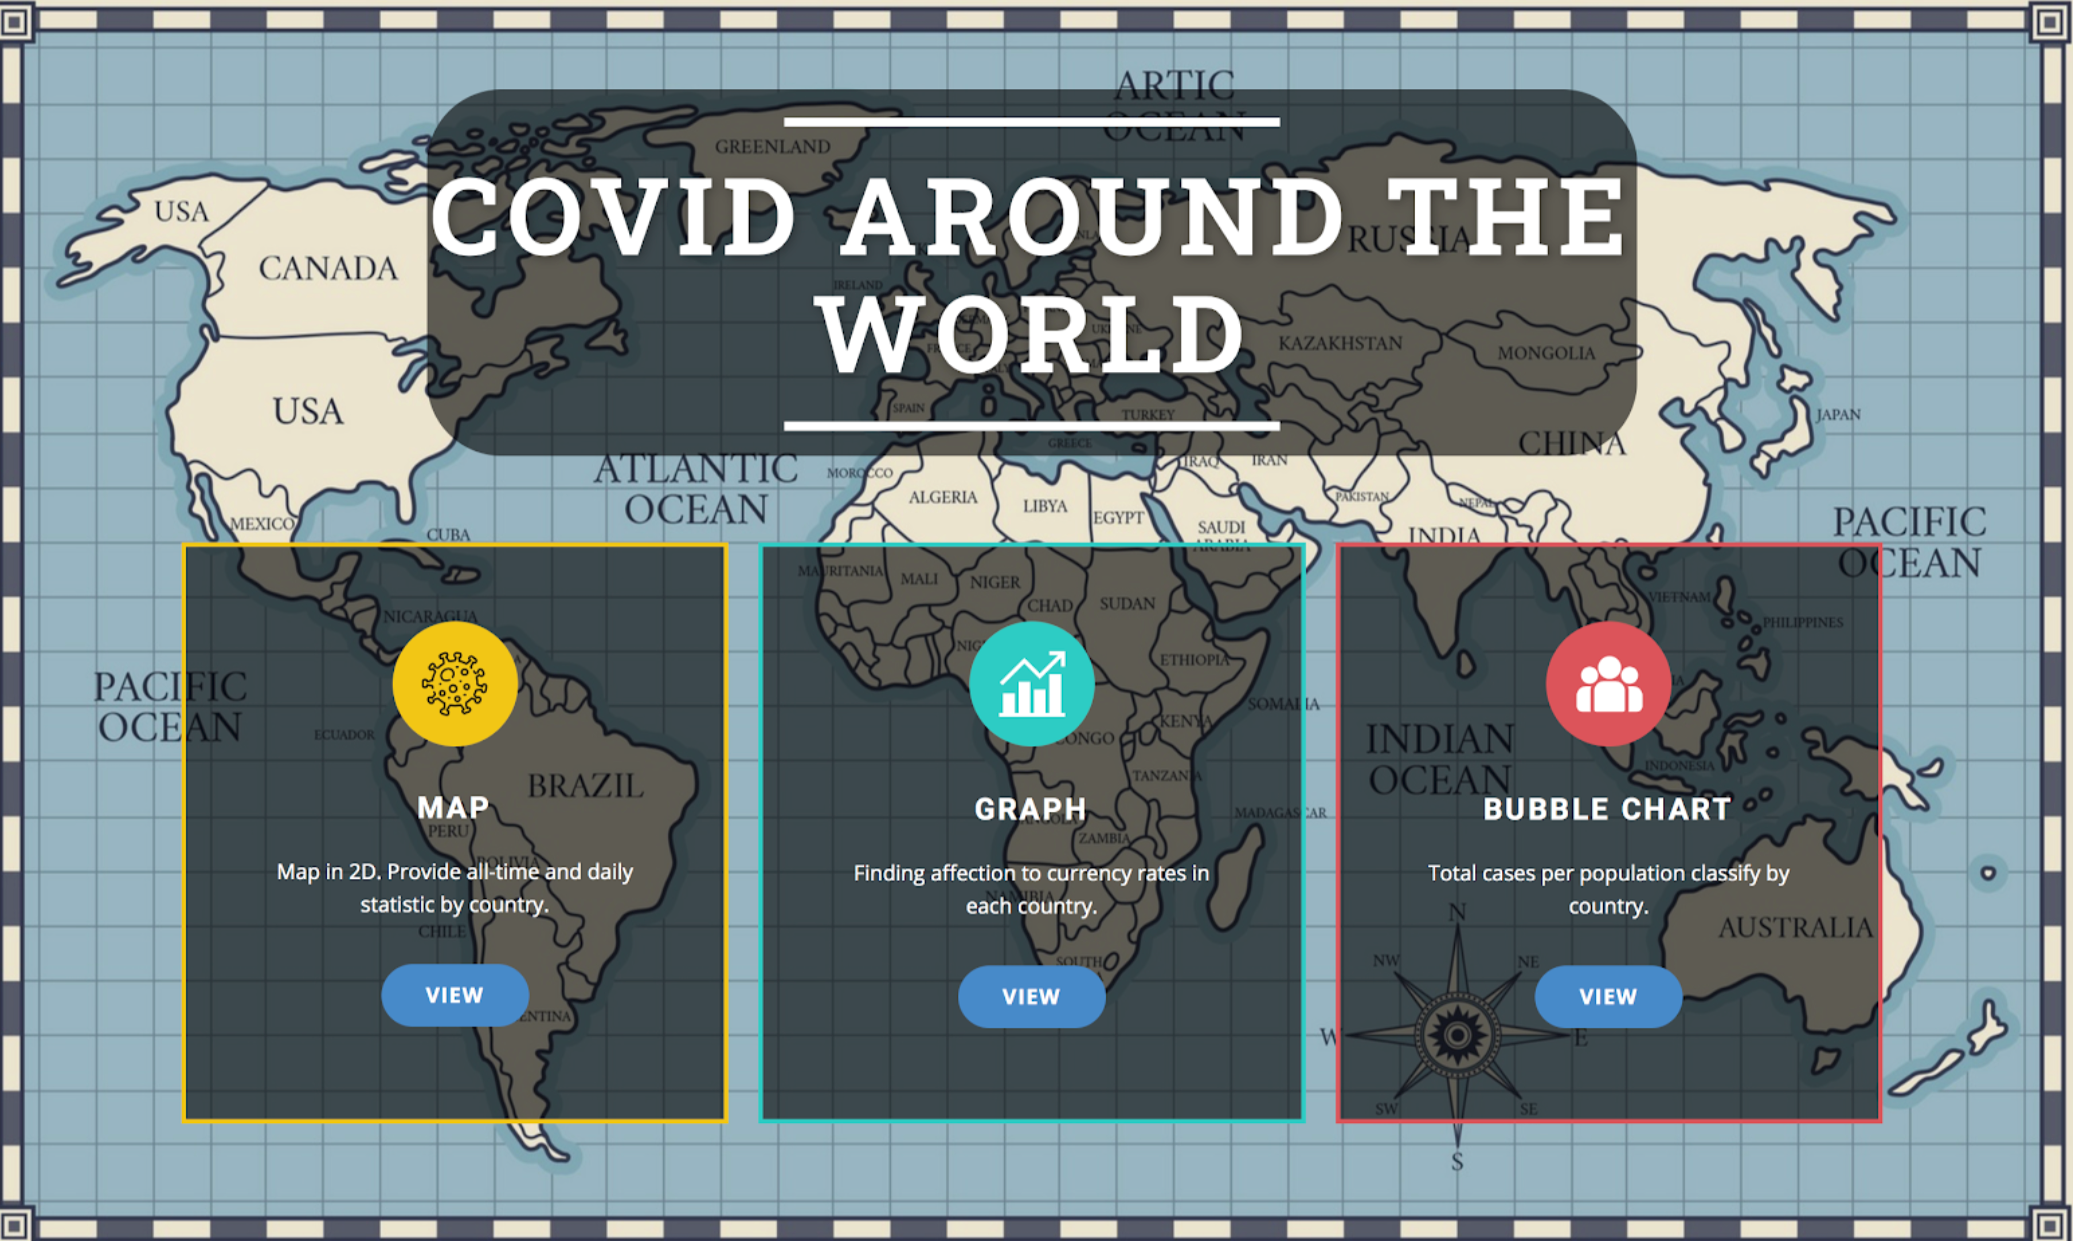 ARTIC
OCEAN
GREENLAND
COVID AROUND THE
WORLD
USA
CANADA
RUSSIA
IRELAND
UKRAINE
FRANCE
KAZAKHSTAN
MONGOLIA
USA
SPAIN
TURKEY
JAPAN
GREECE
CHINA
ATLANTIC
OCEAN
MOROCCO
IRAQ
IRAN
ALGERIA
LIBYA
EGYPT
PAKISTAN
NEPAL
SAUDI
ARABIA
INDIA
MEXICO
CUBA
PACIFIC
OCEAN
MAURITANIA
MALI
NIGER
CHAD
SUDAN
VIETNAM
PHILIPPINES
NICARAGUA
ETHIOPIA
SOMALIA
PACIFIC
OCEAN
ECUADOR
KENYA
CONGO
TANZANIA
INDIAN
OCEAN
INDONESIA
BRAZIL
MAP
PERU
BOLIVIA
Map in 2D. Provide all-time and daily
statistic by country.
CHILE
VIEW
GRAPH
ANGOLA
ZAMBIA
MADAGASCAR
Finding affection to currency rates in
each country.
NAMIBIA
SOUTH
VIEW
BUBBLE CHART
Total cases per population classify by
country.
AUSTRALIA
N
NW
NE
VIEW
W
E
SW
SE
S